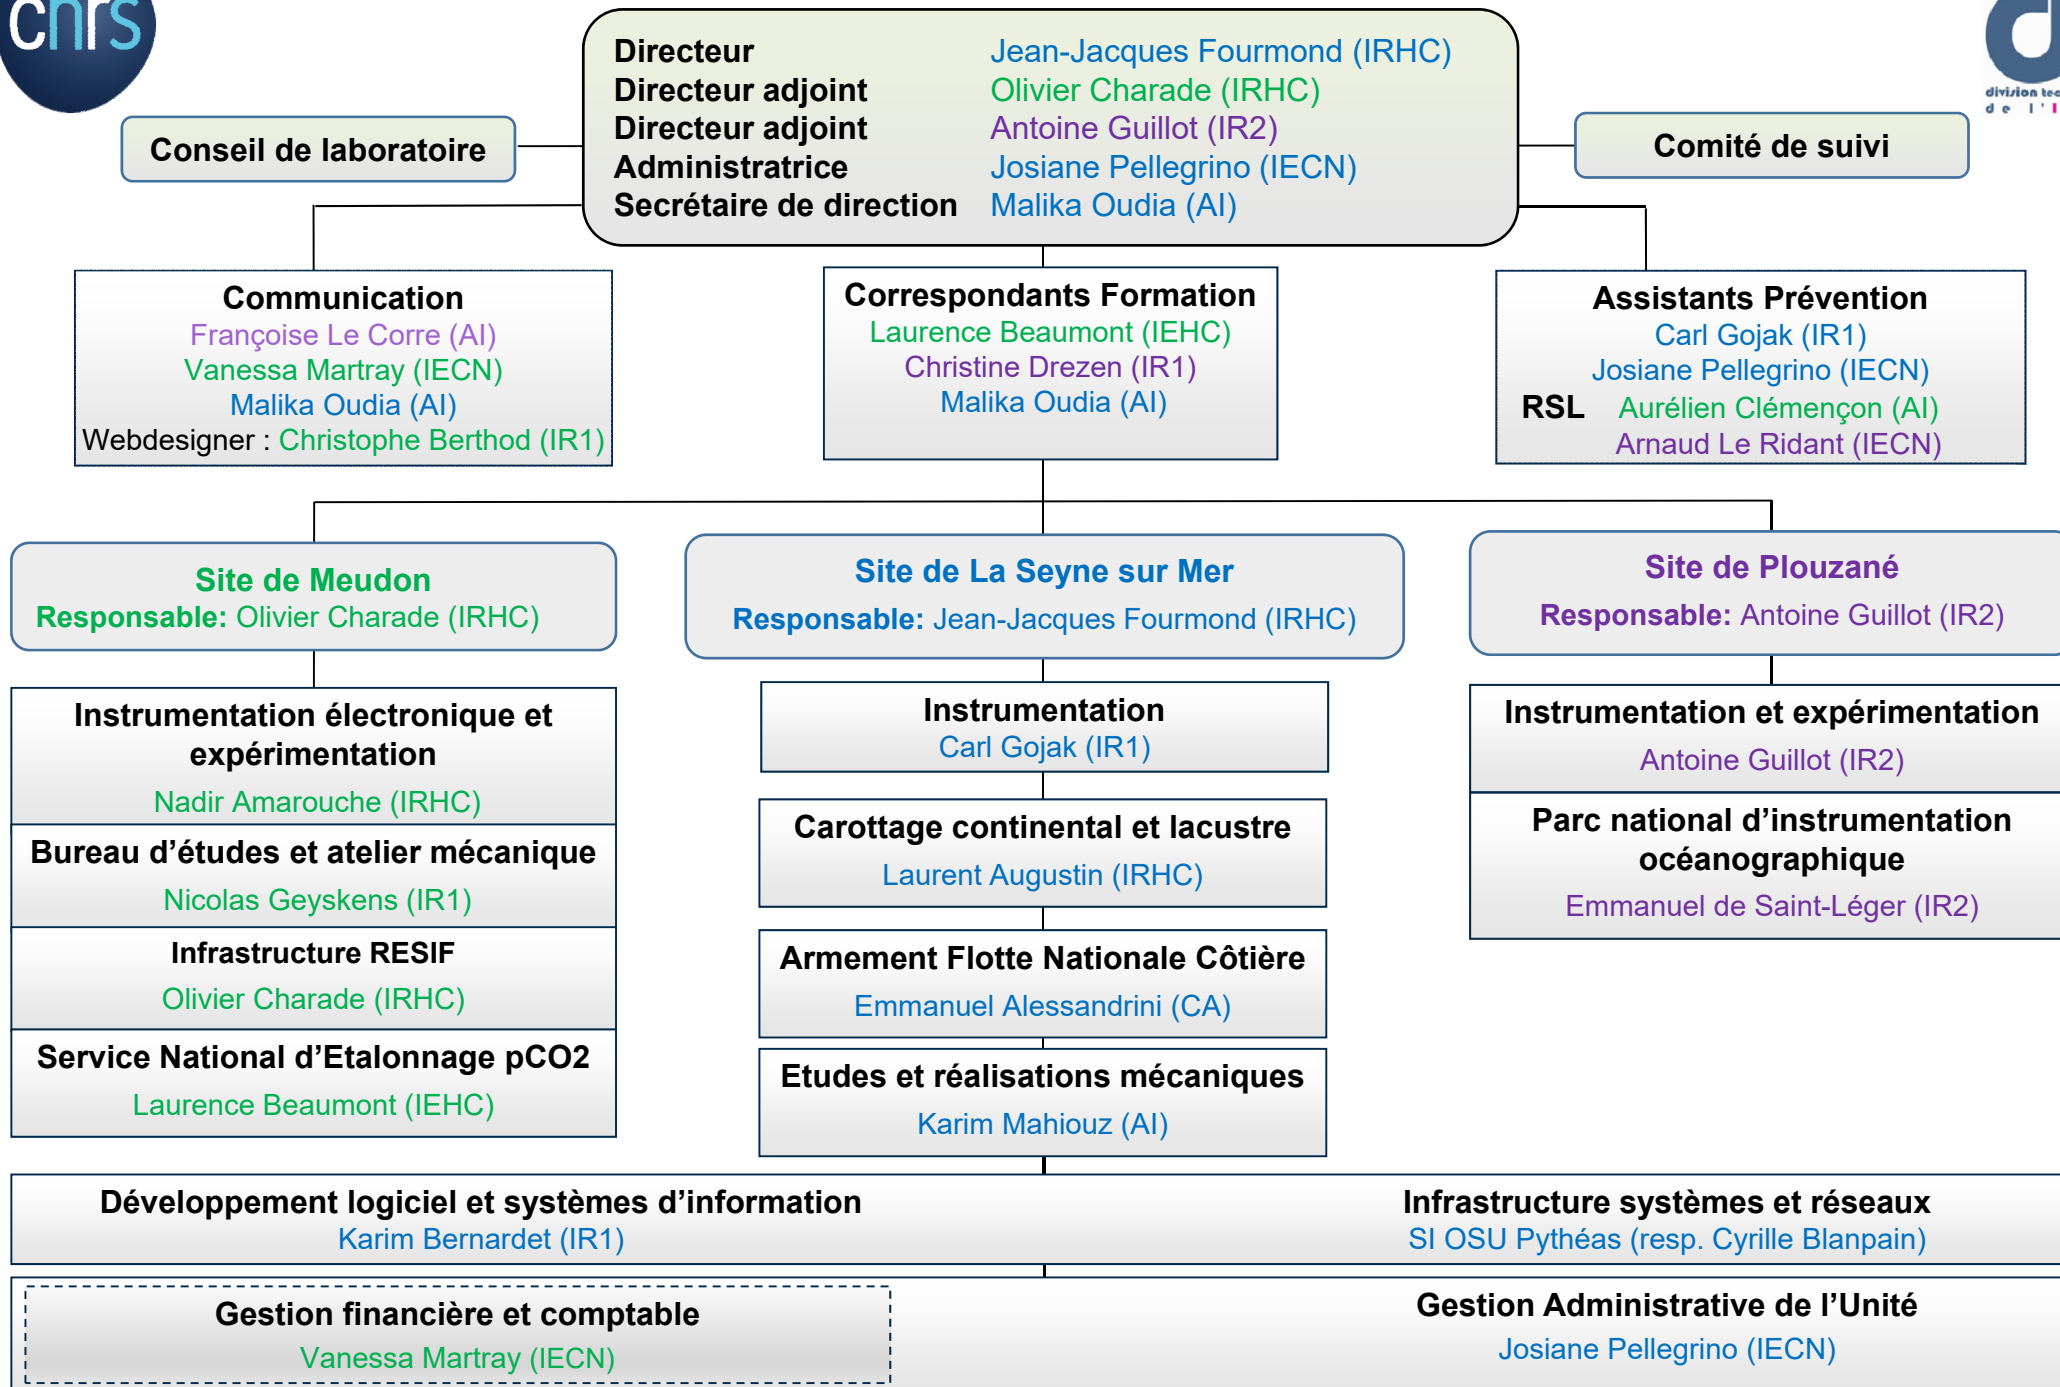 cnrs
Directeur Jean-Jacques Fourmond (IRHC)
Directeur adjoint Olivier Charade (IRHC)
Directeur adjoint Antoine Guillot (IR2)
Administratrice Josiane Pellegrino (IECN)
Secrétaire de direction Malika Oudia (AI)
division tec
de l'I
Conseil de laboratoire
Comité de suivi
Communication
Françoise Le Corre (AI)
Vanessa Martray (IECN)
Malika Oudia (AI)
Webdesigner : Christophe Berthod (IR1)
Correspondants Formation
Laurence Beaumont (IEHC)
Christine Drezen (IR1)
Malika Oudia (AI)
Assistants Prévention
Carl Gojak (IR1)
Josiane Pellegrino (IECN)
RSL Aurélien Clémençon (AI)
Arnaud Le Ridant (IECN)
Site de Meudon
Responsable: Olivier Charade (IRHC)
Site de La Seyne sur Mer
Responsable: Jean-Jacques Fourmond (IRHC)
Site de Plouzané
Responsable: Antoine Guillot (IR2)
Instrumentation électronique et
expérimentation
Nadir Amarouche (IRHC)
Bureau d’études et atelier mécanique
Nicolas Geyskens (IR1)
Infrastructure RESIF
Olivier Charade (IRHC)
Service National d’Etalonnage pCO2
Laurence Beaumont (IEHC)
Instrumentation
Carl Gojak (IR1)
Carottage continental et lacustre
Laurent Augustin (IRHC)
Armement Flotte Nationale Côtière
Emmanuel Alessandrini (CA)
Etudes et réalisations mécaniques
Karim Mahiouz (AI)
Instrumentation et expérimentation
Antoine Guillot (IR2)
Parc national d’instrumentation
océanographique
Emmanuel de Saint-Léger (IR2)
Développement logiciel et systèmes d’information
Karim Bernardet (IR1)
Infrastructure systèmes et réseaux
SI OSU Pythéas (resp. Cyrille Blanpain)
Gestion financière et comptable
Vanessa Martray (IECN)
Gestion Administrative de l’Unité
Josiane Pellegrino (IECN)